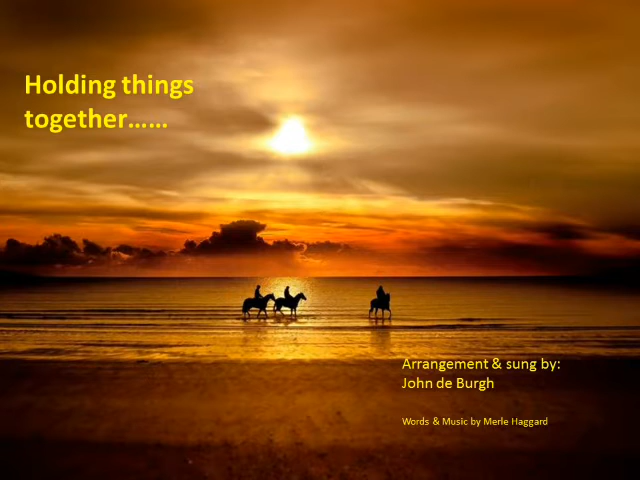 Holding things
together……
Arrangement & sung by:
John de Burgh
Words & Music by Merle Haggard